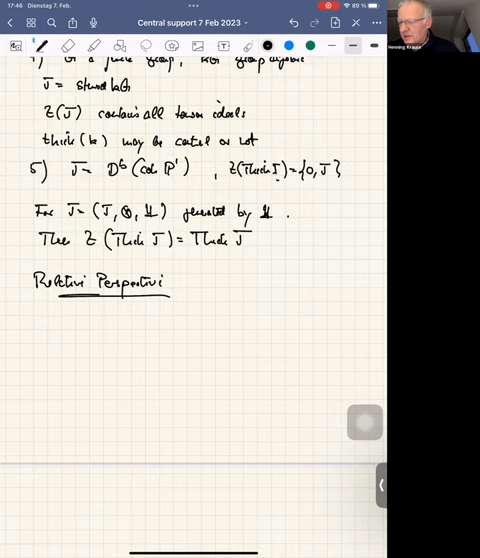 17:46 Dienstag 7. Feb.
89 %
Central support 7 Feb 2023
Henning Krause
4) G a finite group, kG group algebra
T = stmod kG
Z(T) contains all tensor ideals
thick(k) may be central or not
5) T = D^b(coh P^1), Z(Thick T) = {0, T}
For T = (T, ⊗, 1) generated by 1.
Then Z(Thick T) = Thick T
Relative Perspective